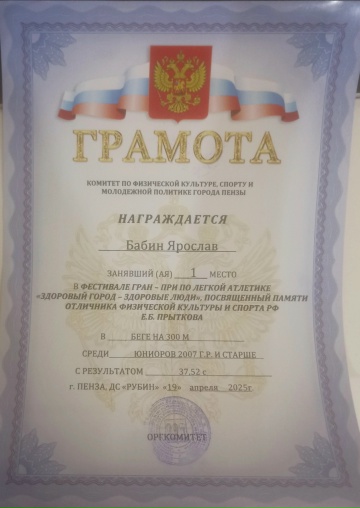 ГРАМОТА
КОМИТЕТ ПО ФИЗИЧЕСКОЙ КУЛЬТУРЕ, СПОРТУ И
МОЛОДЕЖНОЙ ПОЛИТИКЕ ГОРОДА ПЕНЗЫ
НАГРАЖДАЕТСЯ
Бабин Ярослав
ЗАНЯВШИЙ (АЯ) 1 МЕСТО
В ФЕСТИВАЛЕ ГРАН – ПРИ ПО ЛЕГКОЙ АТЛЕТИКЕ
«ЗДОРОВЫЙ ГОРОД – ЗДОРОВЫЕ ЛЮДИ», ПОСВЯЩЕННЫЙ ПАМЯТИ
ОТЛИЧНИКА ФИЗИЧЕСКОЙ КУЛЬТУРЫ И СПОРТА РФ
Е.Б. ПРЫТКОВА
В БЕГЕ НА 300 М
СРЕДИ ЮНИОРОВ 2007 Г.Р. И СТАРШЕ
С РЕЗУЛЬТАТОМ 37,52 с
г. ПЕНЗА, ДС «РУБИН» «19» апреля 2025г
ОРГКОМИТЕТ